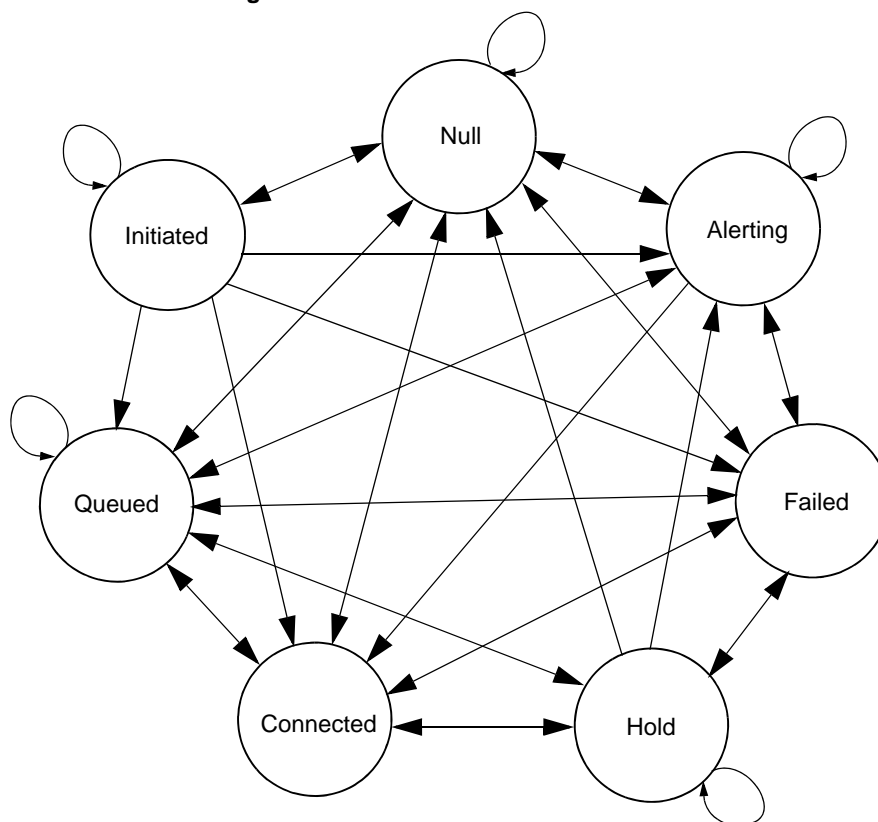 Null
Initiated
Alerting
Queued
Failed
Connected
Hold